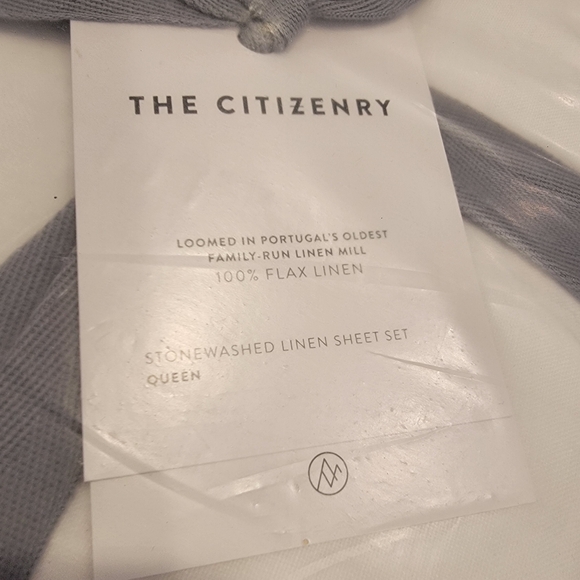 THE CITIZENRY
LOOMED IN PORTUGAL'S OLDEST
FAMILY-RUN LINEN MILL
100% FLAX LINEN
STONEWASHED LINEN SHEET SET
QUEEN